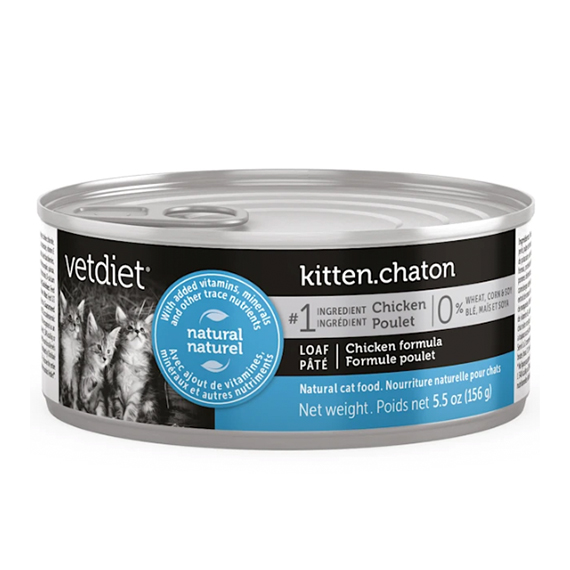 vetdiet®
With added vitamins, minerals
and other trace nutrients
natural
naturel
Avec ajout de vitamines,
minéraux et autres nutriments
kitten.chaton
#1 INGREDIENT Chicken
INGRÉDIENT Poulet
0% WHEAT, CORN & SOY
BLÉ, MAÏS ET SOYA
LOAF Chicken formula
PÂTÉ Formule poulet
Natural cat food. Nourriture naturelle pour chats
Net weight. Poids net 5.5 oz (156 g)